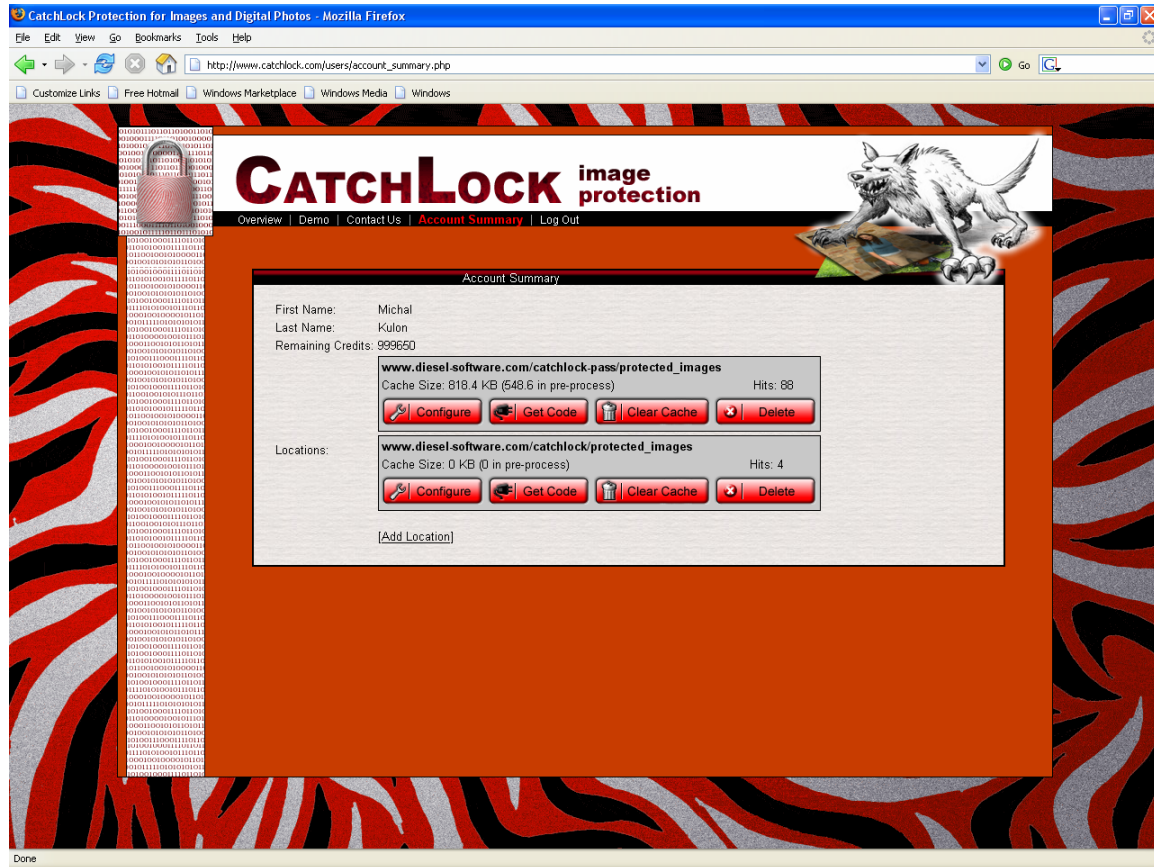 CatchLock Protection for Images and Digital Photos - Mozilla Firefox
File Edit View Go Bookmarks Tools Help
http://www.catchlock.com/users/account_summary.php
Go
G
Customize Links Free Hotmail Windows Marketplace Windows Media Windows
CATCHLOCK image protection
Overview | Demo | Contact Us | Account Summary | Log Out
Account Summary
First Name: Michal
Last Name: Kulon
Remaining Credits: 999650
Locations:
www.diesel-software.com/catchlock-pass/protected_images
Cache Size: 818.4 KB (548.6 in pre-process) Hits: 88
Configure Get Code Clear Cache Delete
www.diesel-software.com/catchlock/protected_images
Cache Size: 0 KB (0 in pre-process) Hits: 4
Configure Get Code Clear Cache Delete
[Add Location]
Done